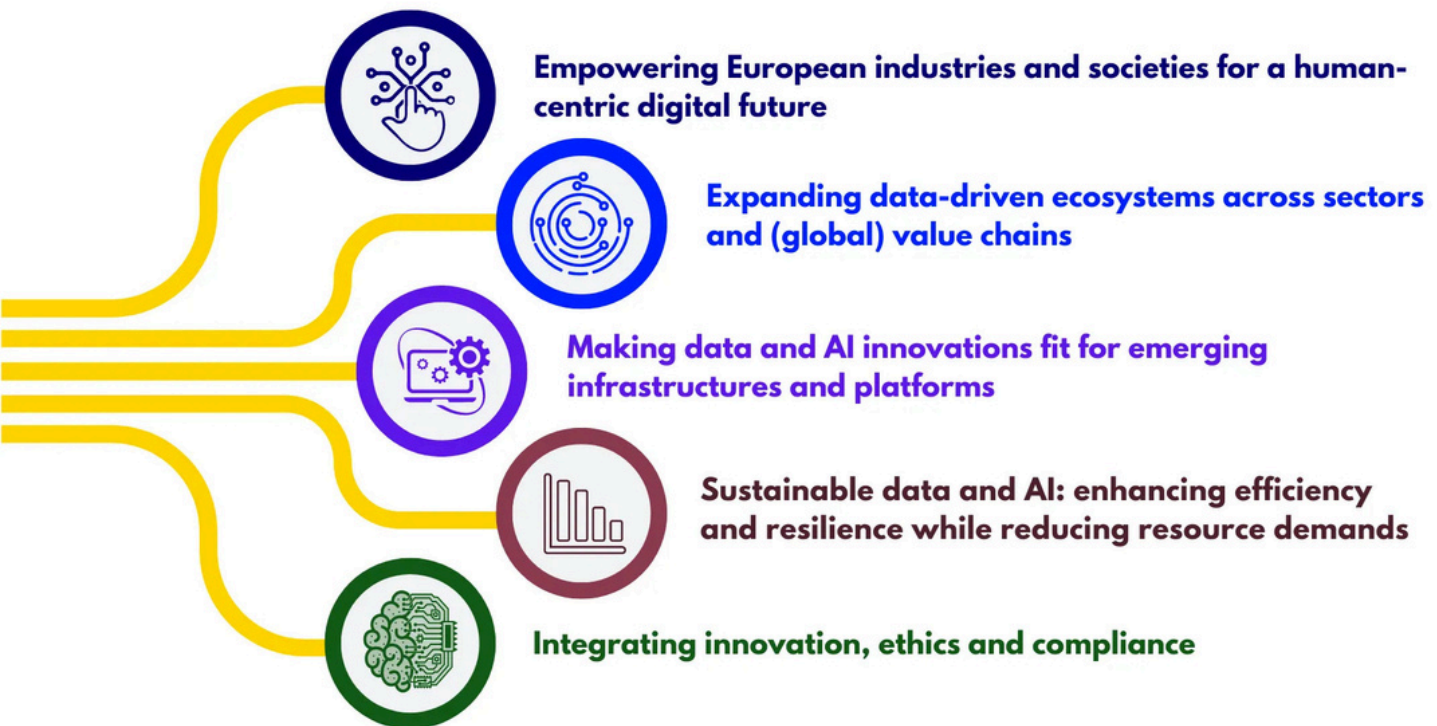 Empowering European industries and societies for a human-
centric digital future
Expanding data-driven ecosystems across sectors
and (global) value chains
Making data and AI innovations fit for emerging
infrastructures and platforms
Sustainable data and AI: enhancing efficiency
and resilience while reducing resource demands
Integrating innovation, ethics and compliance